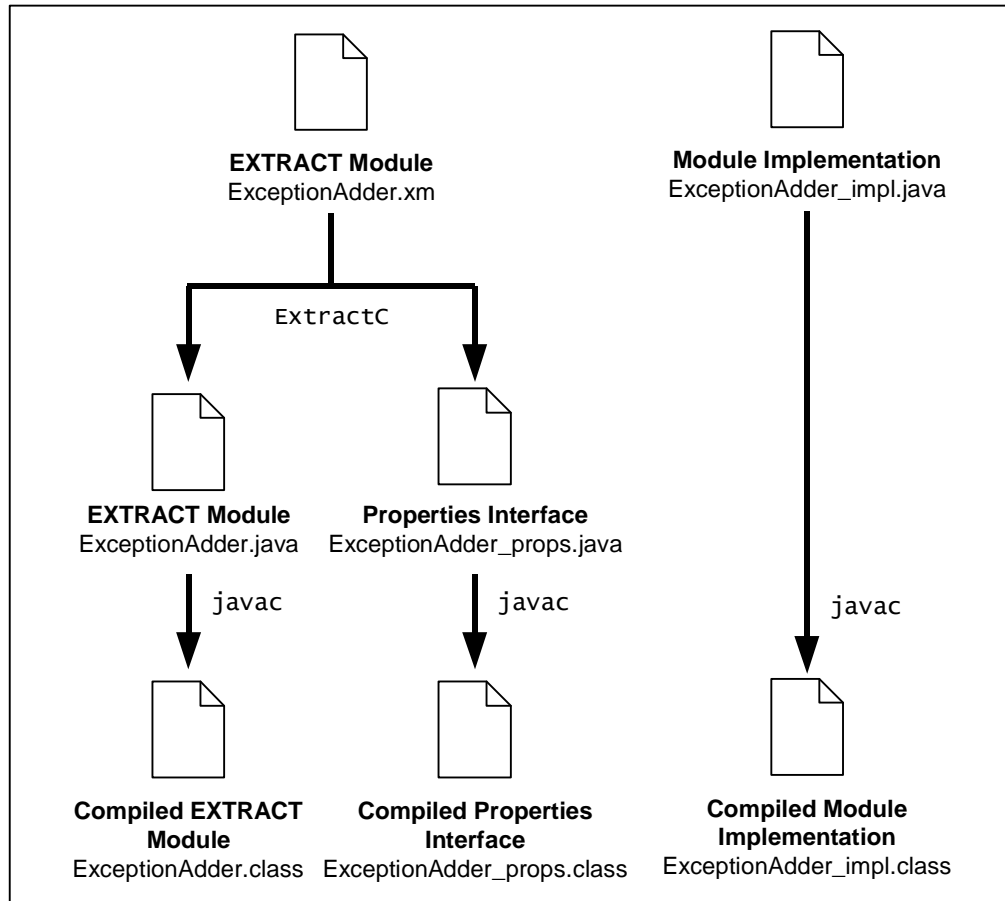 EXTRACT Module
ExceptionAdder.xm
Module Implementation
ExceptionAdder_impl.java
ExtractC
EXTRACT Module
ExceptionAdder.java
Properties Interface
ExceptionAdder_props.java
javac
javac
javac
Compiled EXTRACT
Module
ExceptionAdder.class
Compiled Properties
Interface
ExceptionAdder_props.class
Compiled Module
Implementation
ExceptionAdder_impl.class